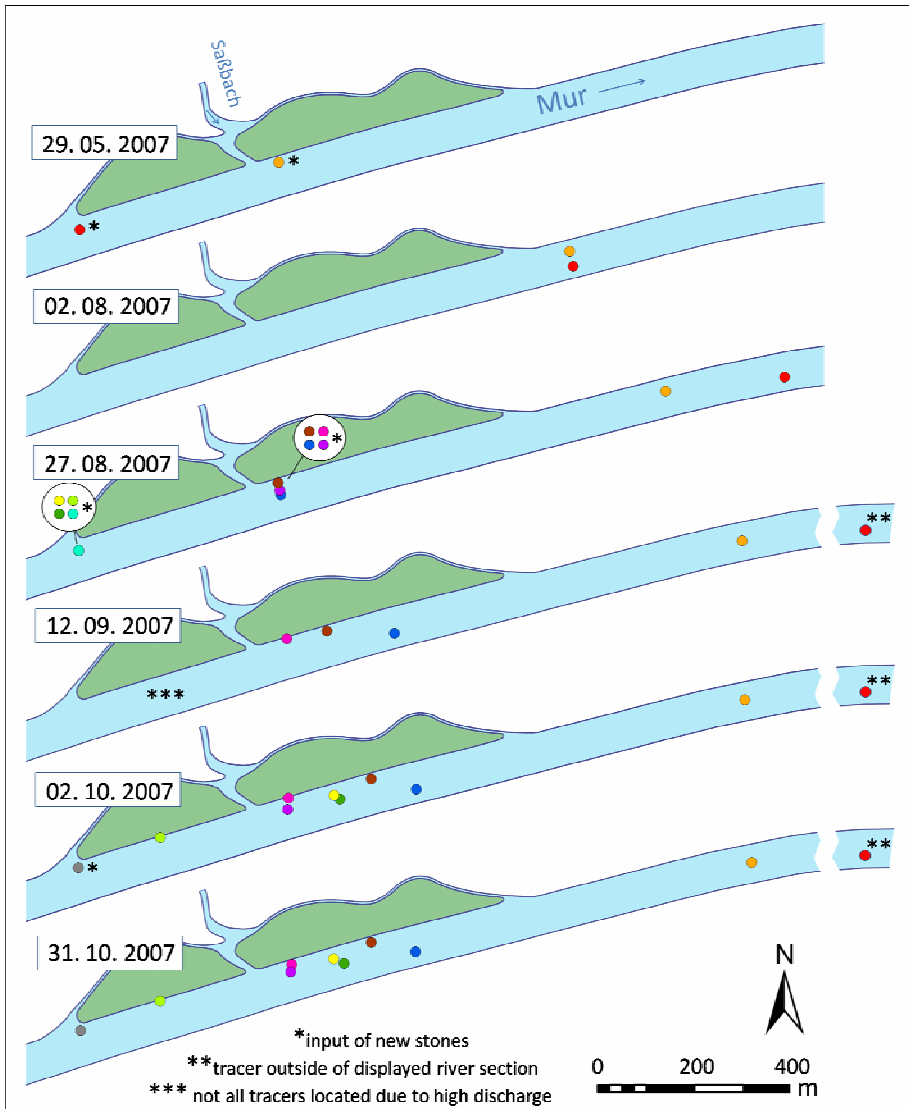 Saßbach
Mur
29. 05. 2007
*
*
02. 08. 2007
27. 08. 2007
*
*
**
12. 09. 2007
***
**
02. 10. 2007
*
**
31. 10. 2007
N
*input of new stones
**tracer outside of displayed river section
*** not all tracers located due to high discharge
0 200 400
m